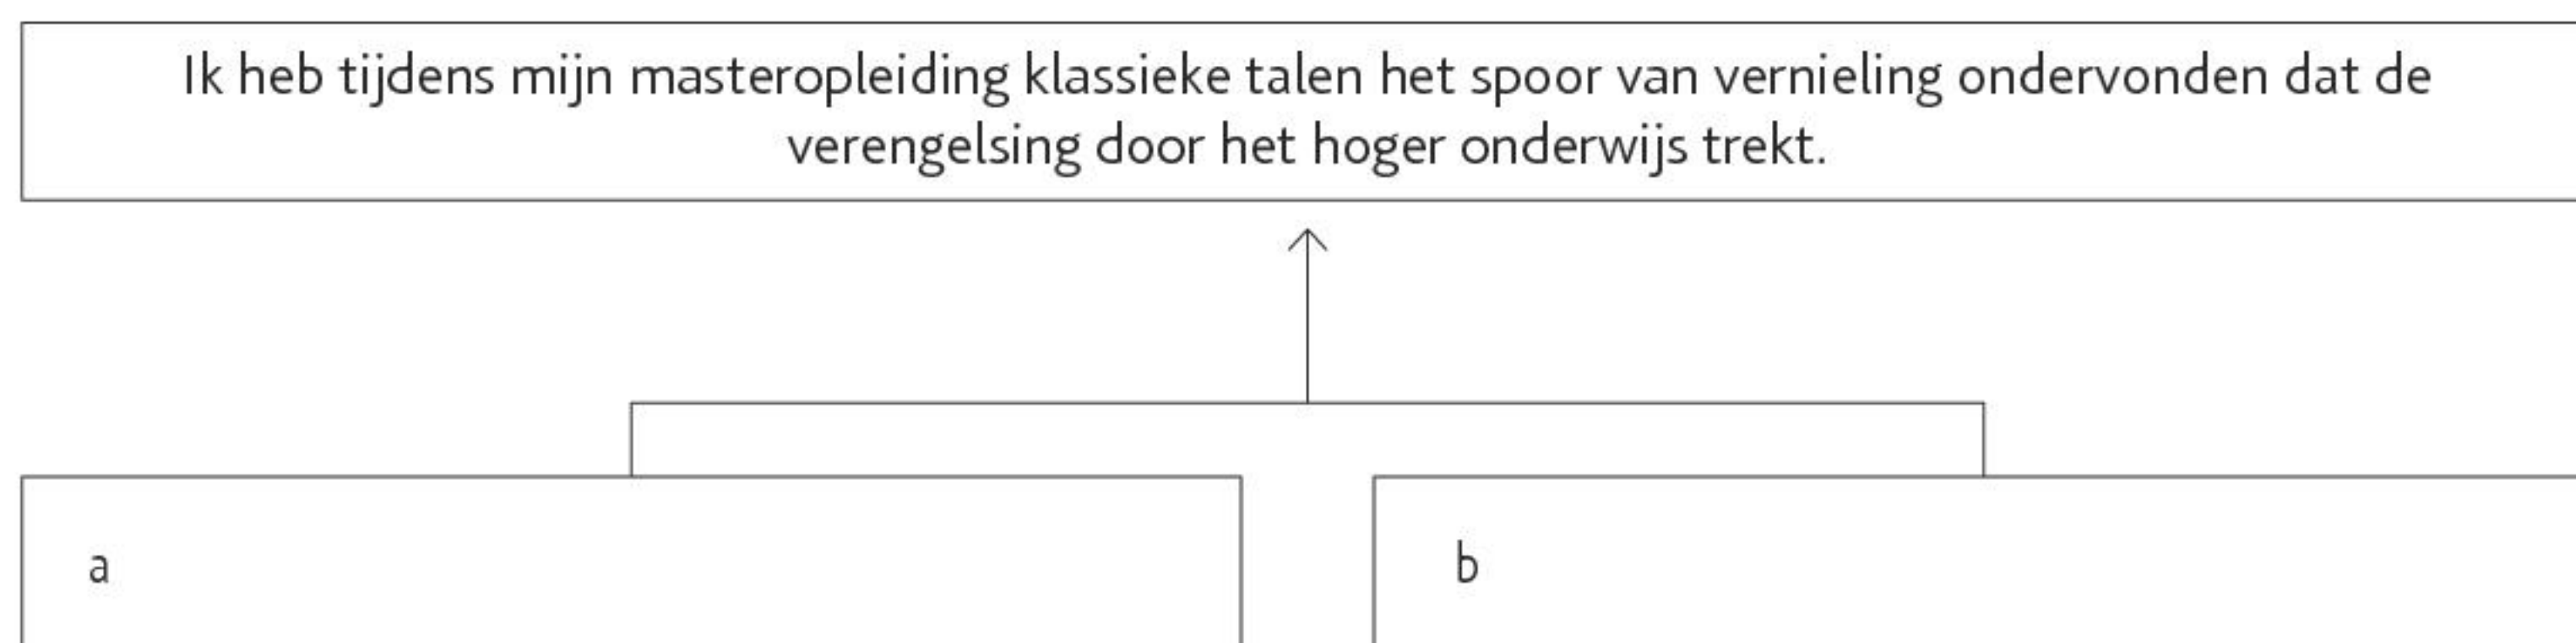 Ik heb tijdens mijn masteropleiding klassieke talen het spoor van vernieling ondervonden dat de
verengelsing door het hoger onderwijs trekt.
a
b